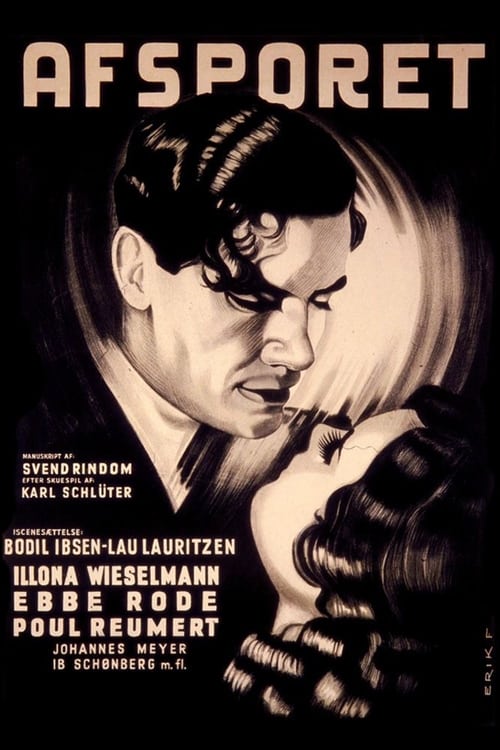 AFSPORET
MANUSKRIPT AF:
SVEND RINDOM
EFTER SKUESPIL AF:
KARL SCHLÜTER
ISCENESÆTTELSE:
BODIL IBSEN-LAU LAURITZEN
ILLONA WIESELMANN
EBBE RODE
POUL REUMERT
JOHANNES MEYER
IB SCHØNBERG m. fl.
ERIK F